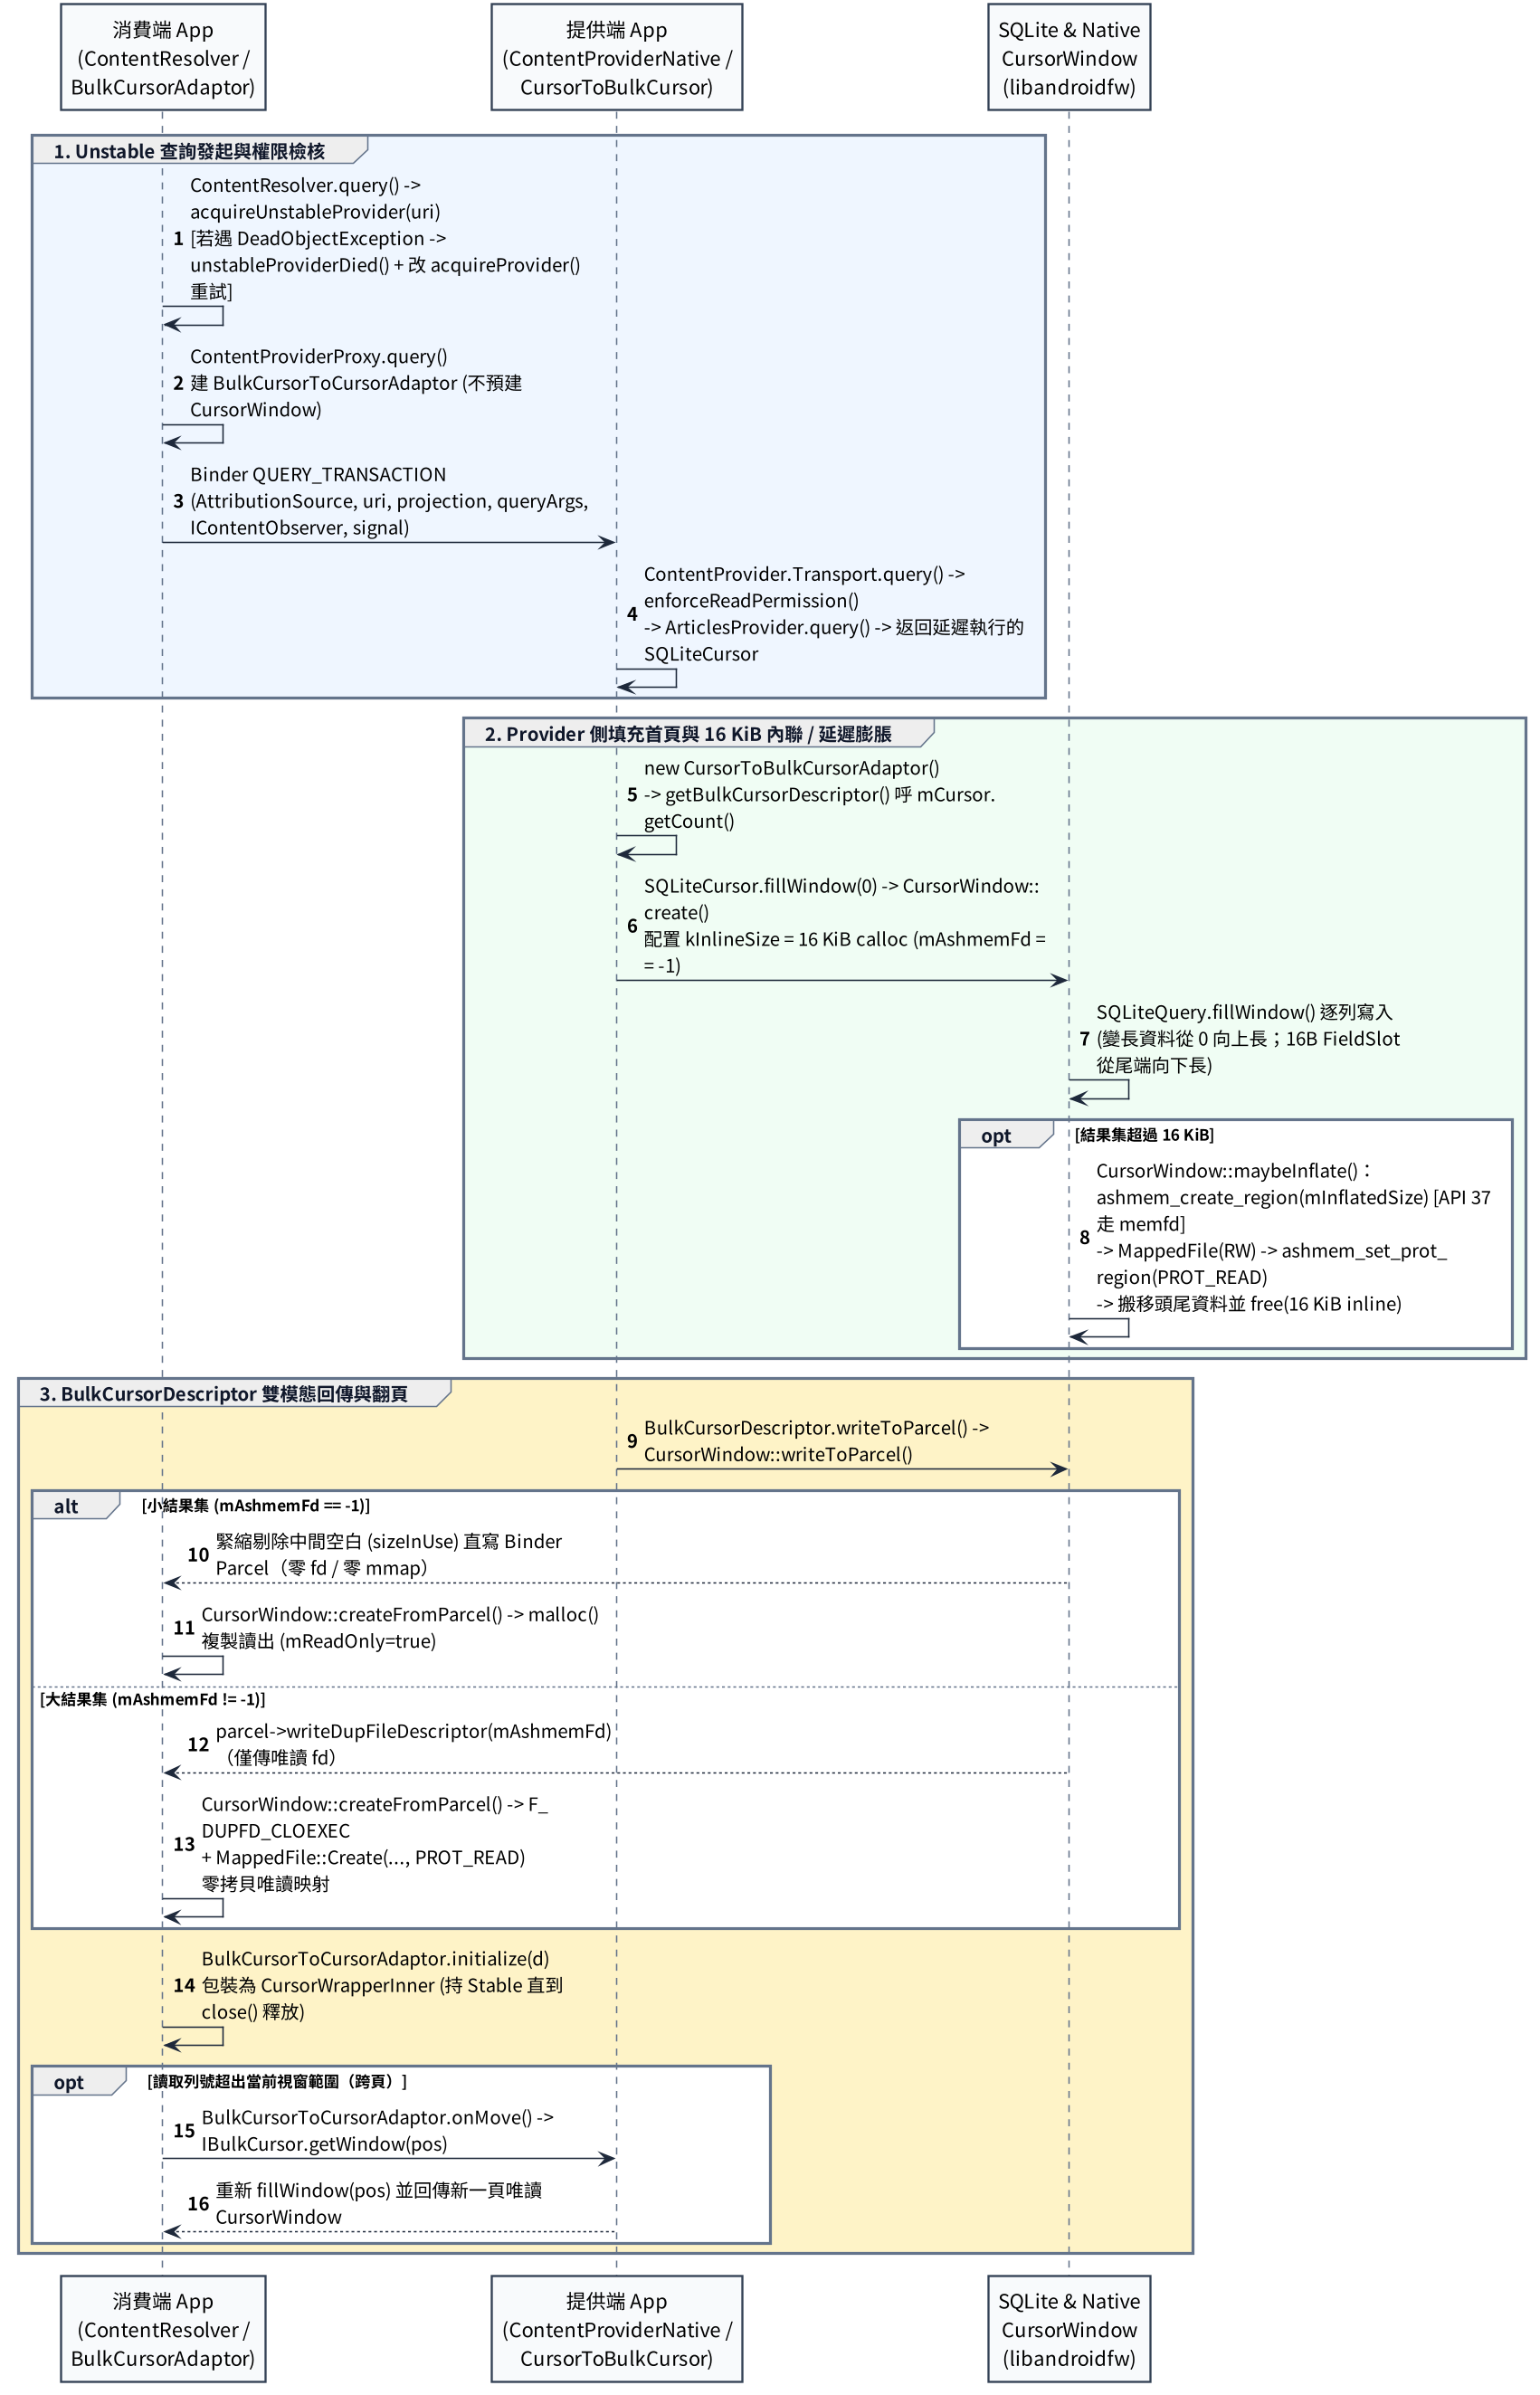 消費端 App
(ContentResolver /
BulkCursorAdaptor)
提供端 App
(ContentProviderNative /
CursorToBulkCursor)
SQLite & Native
CursorWindow
(libandroidfw)
1. Unstable 查詢發起與權限檢核
ContentResolver.query() ->
acquireUnstableProvider(uri)
1 [若遇 DeadObjectException ->
unstableProviderDied() + 改 acquireProvider()
重試]
ContentProviderProxy.query()
2 建 BulkCursorToCursorAdaptor (不預建
CursorWindow)
Binder QUERY_TRANSACTION
3 (AttributionSource, uri, projection, queryArgs,
IContentObserver, signal)
ContentProvider.Transport.query() ->
4 enforceReadPermission()
-> ArticlesProvider.query() -> 返回延遲執行的
SQLiteCursor
2. Provider 側填充首頁與 16 KiB 內聯 / 延遲膨脹
new CursorToBulkCursorAdaptor()
5 -> getBulkCursorDescriptor() 呼 mCursor.
getCount()
SQLiteCursor.fillWindow(0) -> CursorWindow::
6 create()
配置 kInlineSize = 16 KiB calloc (mAshmemFd =
= -1)
SQLiteQuery.fillWindow() 逐列寫入
7 (變長資料從 0 向上長；16B FieldSlot
從尾端向下長)
opt [結果集超過 16 KiB]
CursorWindow::maybeInflate()：
ashmem_create_region(mInflatedSize) [API 37
走 memfd]
8 -> MappedFile(RW) -> ashmem_set_prot_
region(PROT_READ)
-> 搬移頭尾資料並 free(16 KiB inline)
3. BulkCursorDescriptor 雙模態回傳與翻頁
9 BulkCursorDescriptor.writeToParcel() ->
CursorWindow::writeToParcel()
alt [小結果集 (mAshmemFd == -1)]
10 緊縮剔除中間空白 (sizeInUse) 直寫 Binder
Parcel（零 fd / 零 mmap）
11 CursorWindow::createFromParcel() -> malloc()
複製讀出 (mReadOnly=true)
[大結果集 (mAshmemFd != -1)]
12 parcel->writeDupFileDescriptor(mAshmemFd)
（僅傳唯讀 fd）
CursorWindow::createFromParcel() -> F_
13 DUPFD_CLOEXEC
+ MappedFile::Create(..., PROT_READ)
零拷貝唯讀映射
BulkCursorToCursorAdaptor.initialize(d)
14 包裝為 CursorWrapperInner (持 Stable 直到
close() 釋放)
opt [讀取列號超出當前視窗範圍（跨頁）]
15 BulkCursorToCursorAdaptor.onMove() ->
IBulkCursor.getWindow(pos)
16 重新 fillWindow(pos) 並回傳新一頁唯讀
CursorWindow
消費端 App
(ContentResolver /
BulkCursorAdaptor)
提供端 App
(ContentProviderNative /
CursorToBulkCursor)
SQLite & Native
CursorWindow
(libandroidfw)